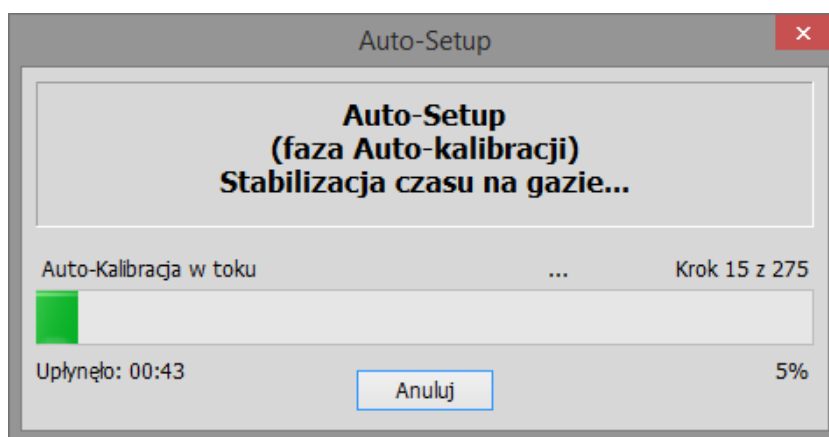 Auto-Setup
Auto-Setup
(faza Auto-kalibracji)
Stabilizacja czasu na gazie...
Auto-Kalibracja w toku ... Krok 15 z 275
Upłynęło: 00:43 5%
Anuluj